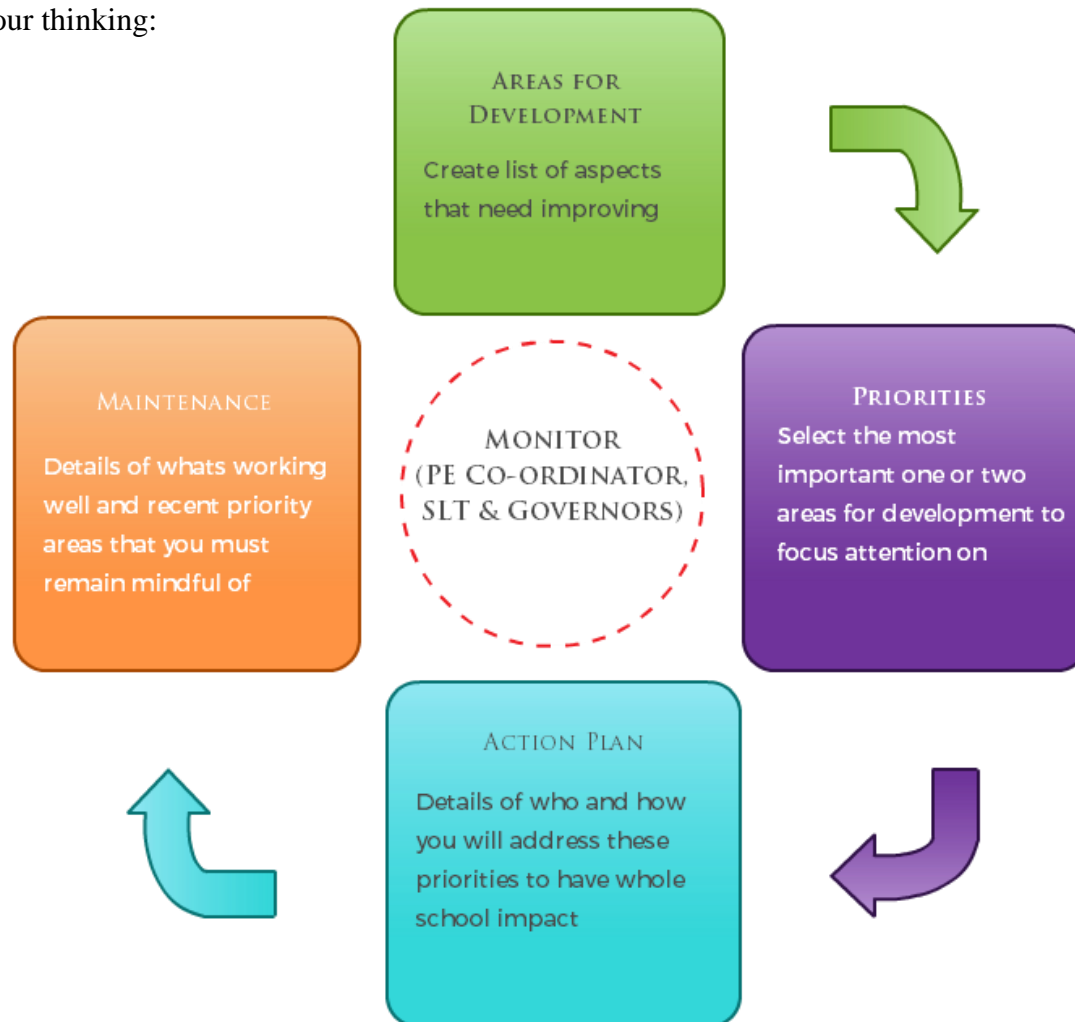 our thinking:
AREAS FOR
DEVELOPMENT
Create list of aspects
that need improving
MAINTENANCE
Details of whats working
well and recent priority
areas that you must
remain mindful of
MONITOR
(PE CO-ORDINATOR,
SLT & GOVERNORS)
PRIORITIES
Select the most
important one or two
areas for development to
focus attention on
ACTION PLAN
Details of who and how
you will address these
priorities to have whole
school impact